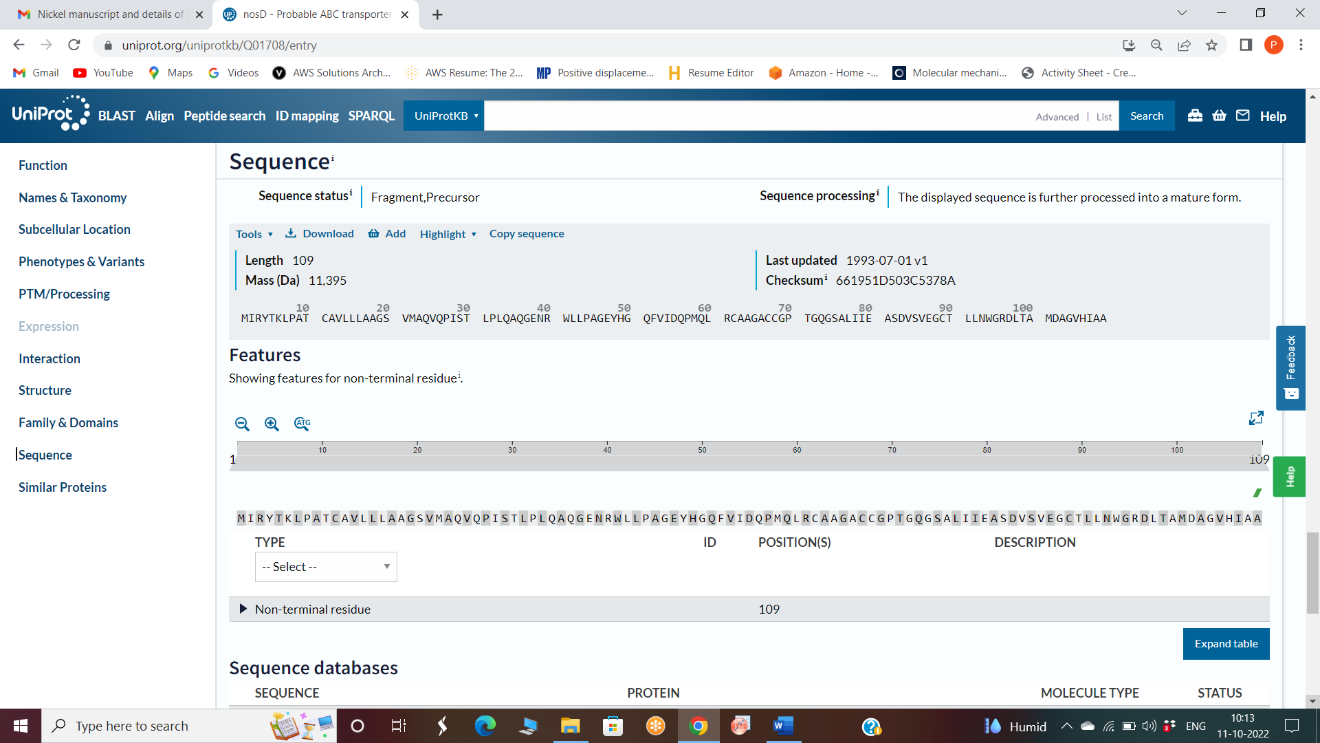 Nickel manuscript and details of
nosD - Probable ABC transporter
uniprot.org/uniprotkb/Q01708/entry
P
Gmail YouTube Maps Videos AWS Solutions Arch... AWS Resume: The 2... Positive displaceme... Resume Editor Amazon - Home -... Molecular mechani... Activity Sheet - Cre...
UniProt BLAST Align Peptide search ID mapping SPARQL UniProtKB Advanced | List Search Help
Function
Names & Taxonomy
Subcellular Location
Phenotypes & Variants
PTM/Processing
Expression
Interaction
Structure
Family & Domains
Sequence
Similar Proteins
Sequence i
Sequence status i Fragment,Precursor Sequence processing i The displayed sequence is further processed into a mature form.
Tools Download Add Highlight Copy sequence
Length 109 Last updated 1993-07-01 v1
Mass (Da) 11,395 Checksum i 661951D503C5378A
10 20 30 40 50 60 70 80 90 100
MIRYTKLPAT CAVLLLAAGS VMAQVQPIST LPLQAQGENR WLLPAGEYHG QFVIDQPMQL RCAAGACCGP TGQGSALIIE ASDVSVEGCT LLNWGRDLTA MDAGVHIAA
Features
Showing features for non-terminal residue i.
ATG
10 20 30 40 50 60 70 80 90 100
1 109
MIRYTKLPATCAVLLLAAGSVMAQVQPISTLPLQAQGENRWLLPAGEYHGQFVIDQPMQLRCAAGACCGPTGQGSALIIEASDVSVEGCTLLNWGRDLTAMDAGVHIAA
TYPE ID POSITION(S) DESCRIPTION
-- Select --
Non-terminal residue 109
Expand table
Sequence databases
SEQUENCE PROTEIN MOLECULE TYPE STATUS
Feedback
Help
Type here to search
Humid
ENG
10:13
11-10-2022